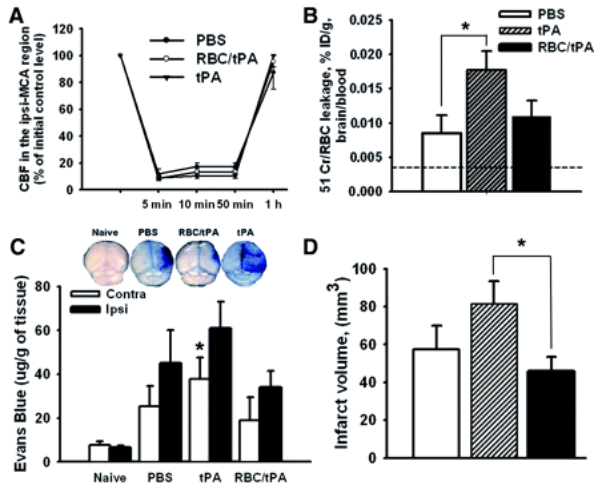 A
CBF in the ipsi-MCA region
(% of initial control level)
120
100
80
60
40
20
0
PBS
RBC/tPA
tPA
5 min
10 min
50 min
1 h
B
51 Cr/RBC leakage, % ID/g,
brain/blood
0.025
0.020
0.015
0.010
0.005
0.000
*
PBS
tPA
RBC/tPA
C
Naive
PBS
RBC/tPA
tPA
Evans Blue (ug/g of tissue)
80
60
40
20
0
Contra
Ipsi
*
Naive
PBS
tPA
RBC/tPA
D
Infarct volume, (mm3)
100
80
60
40
20
0
*